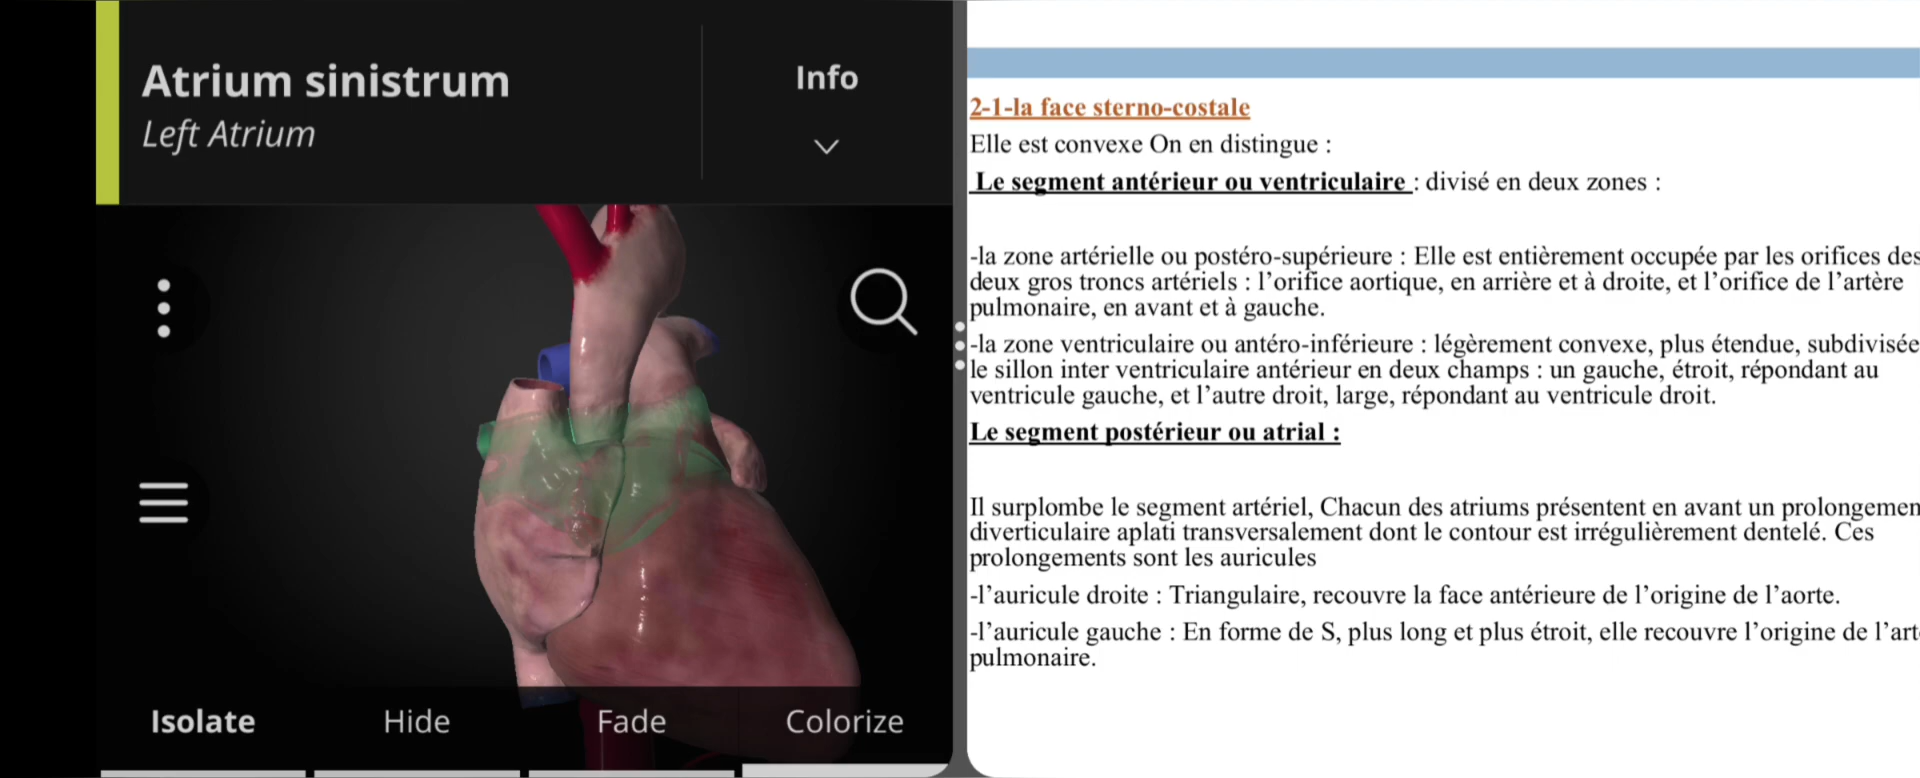 Atrium sinistrum
Left Atrium
Info
Isolate
Hide
Fade
Colorize
2-1-la face sterno-costale
Elle est convexe On en distingue :
Le segment antérieur ou ventriculaire : divisé en deux zones :
-la zone artérielle ou postéro-supérieure : Elle est entièrement occupée par les orifices des
deux gros troncs artériels : l’orifice aortique, en arrière et à droite, et l’orifice de l’artère
pulmonaire, en avant et à gauche.
-la zone ventriculaire ou antéro-inférieure : légèrement convexe, plus étendue, subdivisée
le sillon inter ventriculaire antérieur en deux champs : un gauche, étroit, répondant au
ventricule gauche, et l’autre droit, large, répondant au ventricule droit.
Le segment postérieur ou atrial :
Il surplombe le segment artériel, Chacun des atriums présentent en avant un prolongemen
diverticulaire aplati transversalement dont le contour est irrégulièrement dentelé. Ces
prolongements sont les auricules
-l’auricule droite : Triangulaire, recouvre la face antérieure de l’origine de l’aorte.
-l’auricule gauche : En forme de S, plus long et plus étroit, elle recouvre l’origine de l’art
pulmonaire.